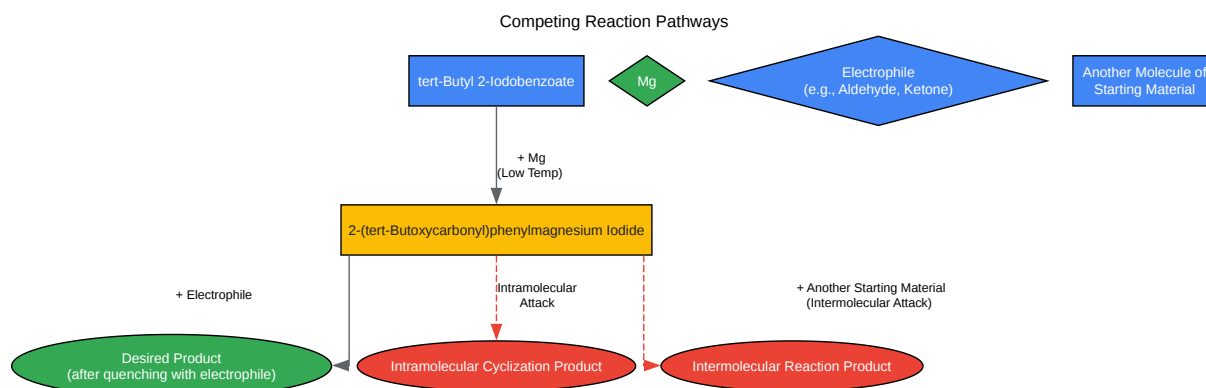 Competing Reaction Pathways
tert-Butyl 2-Iodobenzoate
Mg
Electrophile
(e.g., Aldehyde, Ketone)
Another Molecule of
Starting Material
+ Mg
(Low Temp)
2-(tert-Butoxycarbonyl)phenylmagnesium Iodide
+ Electrophile
Intramolecular
Attack
+ Another Starting Material
(Intermolecular Attack)
Desired Product
(after quenching with electrophile)
Intramolecular Cyclization Product
Intermolecular Reaction Product